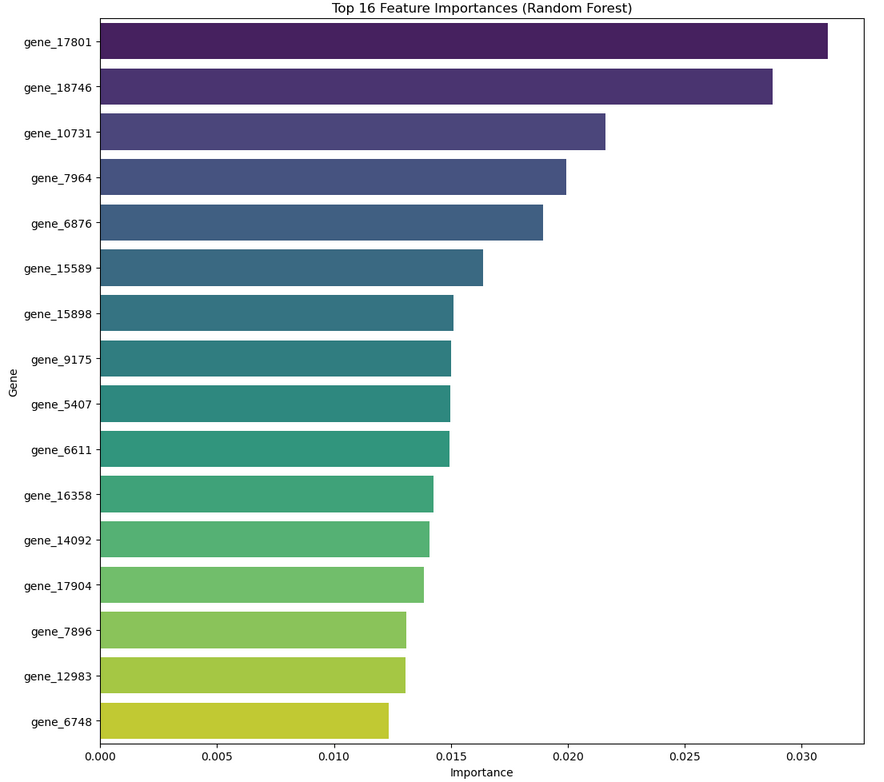 Top 16 Feature Importances (Random Forest)
gene_17801
gene_18746
gene_10731
gene_7964
gene_6876
gene_15589
gene_15898
gene_9175
gene_5407
gene_6611
gene_16358
gene_14092
gene_17904
gene_7896
gene_12983
gene_6748
Gene
0.000 0.005 0.010 0.015 0.020 0.025 0.030
Importance